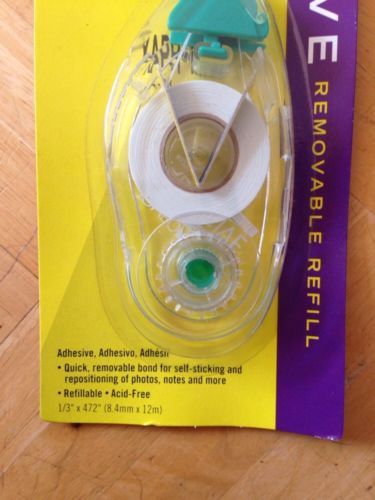 VE
REMOVABLE REFILL
Adhesive, Adhesivo, Adhésif
• Quick, removable bond for self-sticking and
repositioning of photos, notes and more
• Refillable • Acid-Free
1/3" x 472" (8.4mm x 12m)